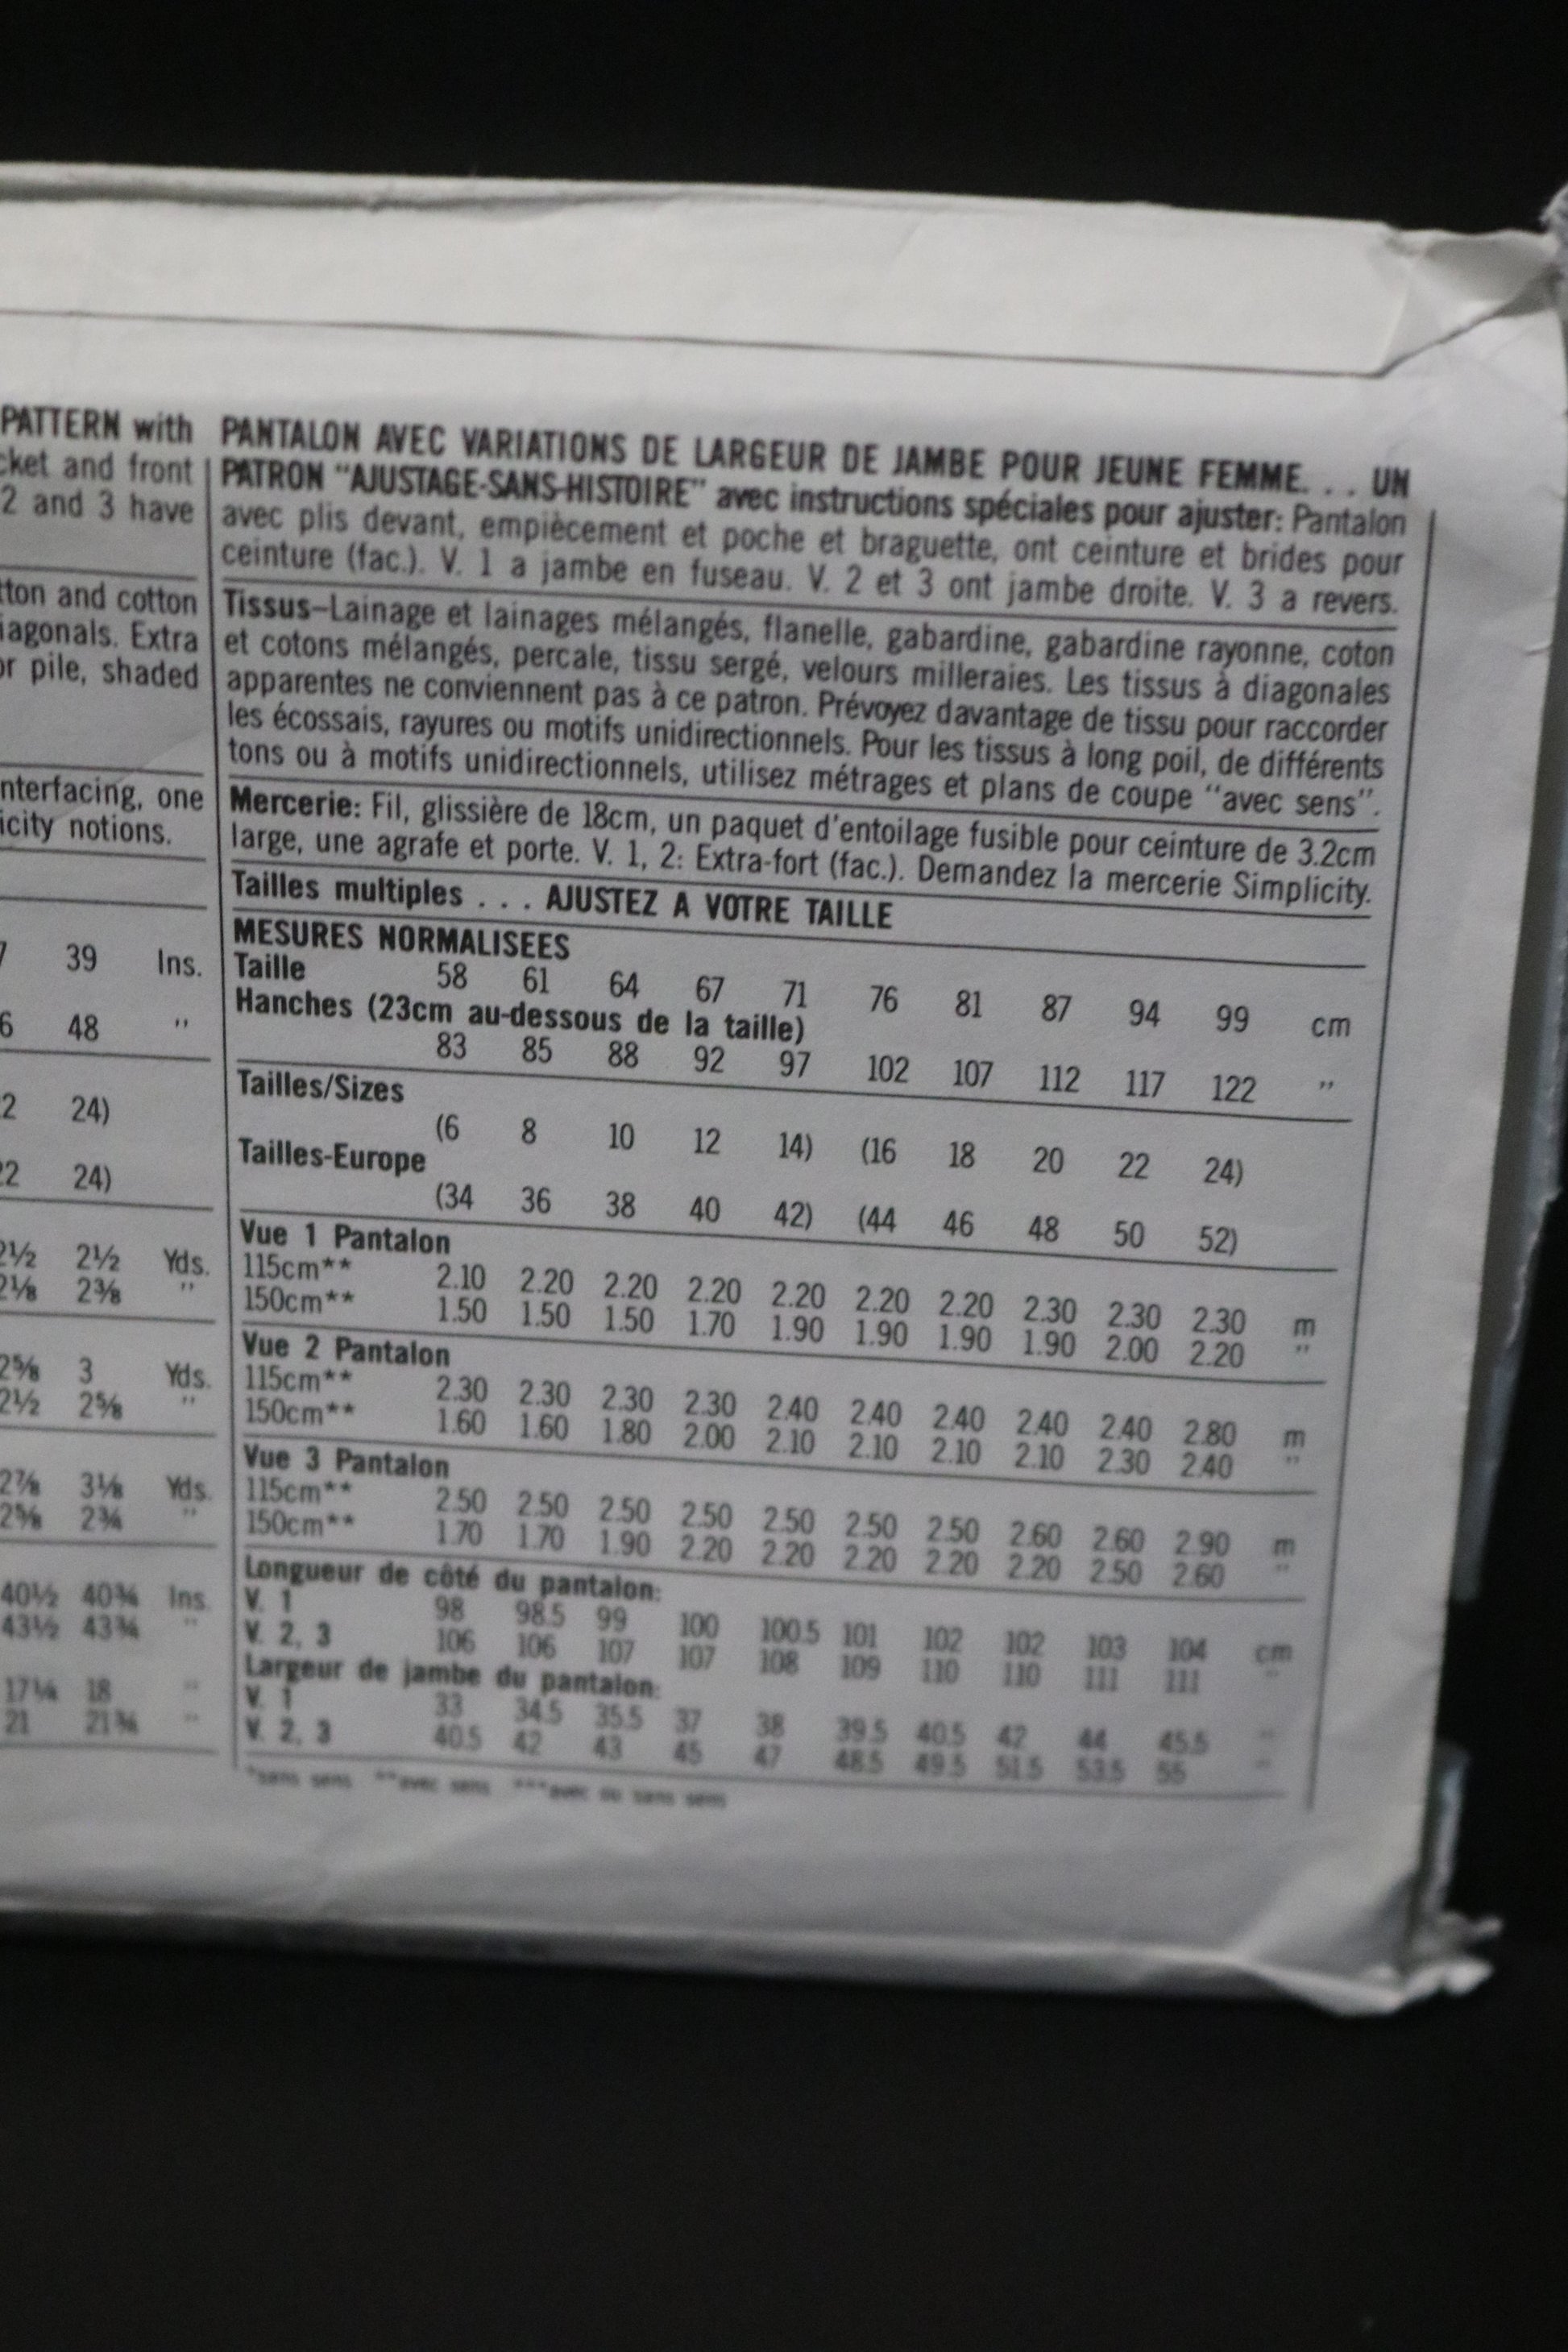 PATTERN with
cket and front
2 and 3 have
tton and cotton
iagonals. Extra
or pile, shaded
nterfacing, one
icity notions.
7 39 Ins.
6 48 "
22 24)
22 24)
2½ 2½ Yds.
2⅛ 2⅜ "
2⅝ 3 Yds.
2½ 2⅝ "
2⅞ 3⅛ Yds.
2⅝ 2¾ "
40½ 40¾ Ins.
43½ 43¾ "
17¼ 18 "
21 21¾ "
PANTALON AVEC VARIATIONS DE LARGEUR DE JAMBE POUR JEUNE FEMME. . . UN
PATRON "AJUSTAGE-SANS-HISTOIRE" avec instructions spéciales pour ajuster: Pantalon
avec plis devant, empiècement et poche et braguette, ont ceinture et brides pour
ceinture (fac.). V. 1 a jambe en fuseau. V. 2 et 3 ont jambe droite. V. 3 a revers.
Tissus–Lainage et lainages mélangés, flanelle, gabardine, gabardine rayonne, coton
et cotons mélangés, percale, tissu sergé, velours milleraies. Les tissus à diagonales
apparentes ne conviennent pas à ce patron. Prévoyez davantage de tissu pour raccorder
les écossais, rayures ou motifs unidirectionnels. Pour les tissus à long poil, de différents
tons ou à motifs unidirectionnels, utilisez métrages et plans de coupe "avec sens".
Mercerie: Fil, glissière de 18cm, un paquet d'entoilage fusible pour ceinture de 3.2cm
large, une agrafe et porte. V. 1, 2: Extra-fort (fac.). Demandez la mercerie Simplicity.
Tailles multiples . . . AJUSTEZ A VOTRE TAILLE
MESURES NORMALISEES
Taille 58 61 64 67 71 76 81 87 94 99 cm
Hanches (23cm au-dessous de la taille)
83 85 88 92 97 102 107 112 117 122 "
Tailles/Sizes
(6 8 10 12 14) (16 18 20 22 24)
Tailles-Europe
(34 36 38 40 42) (44 46 48 50 52)
Vue 1 Pantalon
115cm** 2.10 2.20 2.20 2.20 2.20 2.20 2.20 2.30 2.30 2.30 m
150cm** 1.50 1.50 1.50 1.70 1.90 1.90 1.90 1.90 2.00 2.20 "
Vue 2 Pantalon
115cm** 2.30 2.30 2.30 2.30 2.40 2.40 2.40 2.40 2.40 2.80 m
150cm** 1.60 1.60 1.80 2.00 2.10 2.10 2.10 2.10 2.30 2.40 "
Vue 3 Pantalon
115cm** 2.50 2.50 2.50 2.50 2.50 2.50 2.50 2.60 2.60 2.90 m
150cm** 1.70 1.70 1.90 2.20 2.20 2.20 2.20 2.20 2.50 2.60 "
Longueur de côté du pantalon:
V. 1 98 98.5 99 100 100.5 101 102 102 103 104 cm
V. 2, 3 106 106 107 107 108 109 110 110 111 111 "
Largeur de jambe du pantalon:
V. 1 33 34.5 35.5 37 38 39.5 40.5 42 44 45.5 "
V. 2, 3 40.5 42 43 45 47 48.5 49.5 51.5 53.5 55 "
*sans sens **avec sens ***avec ou sans sens